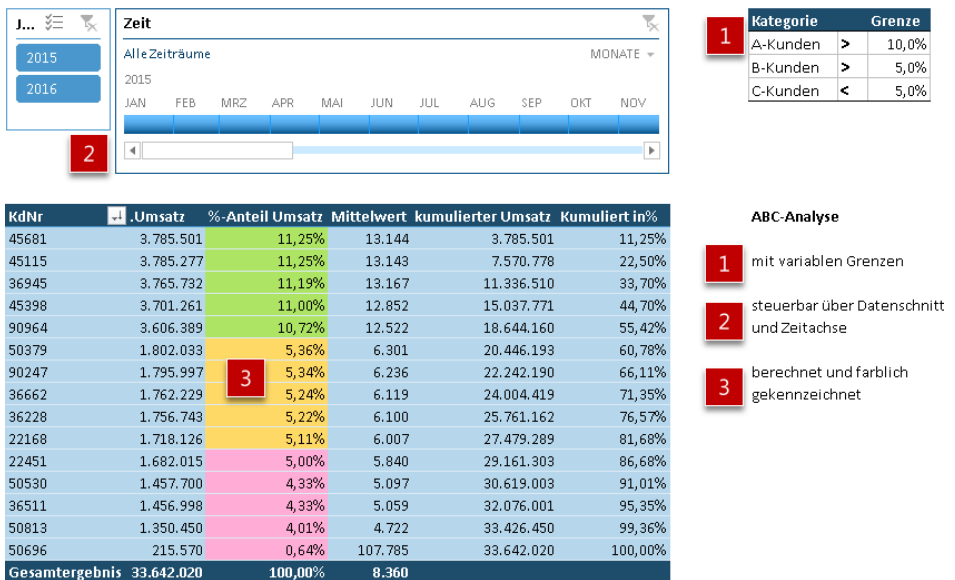 J...
2015
2016
2
Zeit
Alle Zeiträume MONATE
2015
JAN FEB MRZ APR MAI JUN JUL AUG SEP OKT NOV
1
Kategorie Grenze
A-Kunden > 10,0%
B-Kunden > 5,0%
C-Kunden < 5,0%
KdNr .Umsatz %-Anteil Umsatz Mittelwert kumulierter Umsatz Kumuliert in%
45681 3.785.501 11,25% 13.144 3.785.501 11,25%
45115 3.785.277 11,25% 13.143 7.570.778 22,50%
36945 3.765.732 11,19% 13.167 11.336.510 33,70%
45398 3.701.261 11,00% 12.852 15.037.771 44,70%
90964 3.606.389 10,72% 12.522 18.644.160 55,42%
50379 1.802.033 5,36% 6.301 20.446.193 60,78%
90247 1.795.997 5,34% 6.236 22.242.190 66,11%
36662 1.762.229 5,24% 6.119 24.004.419 71,35%
36228 1.756.743 5,22% 6.100 25.761.162 76,57%
22168 1.718.126 5,11% 6.007 27.479.289 81,68%
22451 1.682.015 5,00% 5.840 29.161.303 86,68%
50530 1.457.700 4,33% 5.097 30.619.003 91,01%
36511 1.456.998 4,33% 5.059 32.076.001 95,35%
50813 1.350.450 4,01% 4.722 33.426.450 99,36%
50696 215.570 0,64% 107.785 33.642.020 100,00%
Gesamtergebnis 33.642.020 100,00% 8.360
3
ABC-Analyse
1 mit variablen Grenzen
2 steuerbar über Datenschnitt
und Zeitachse
3 berechnet und farblich
gekennzeichnet